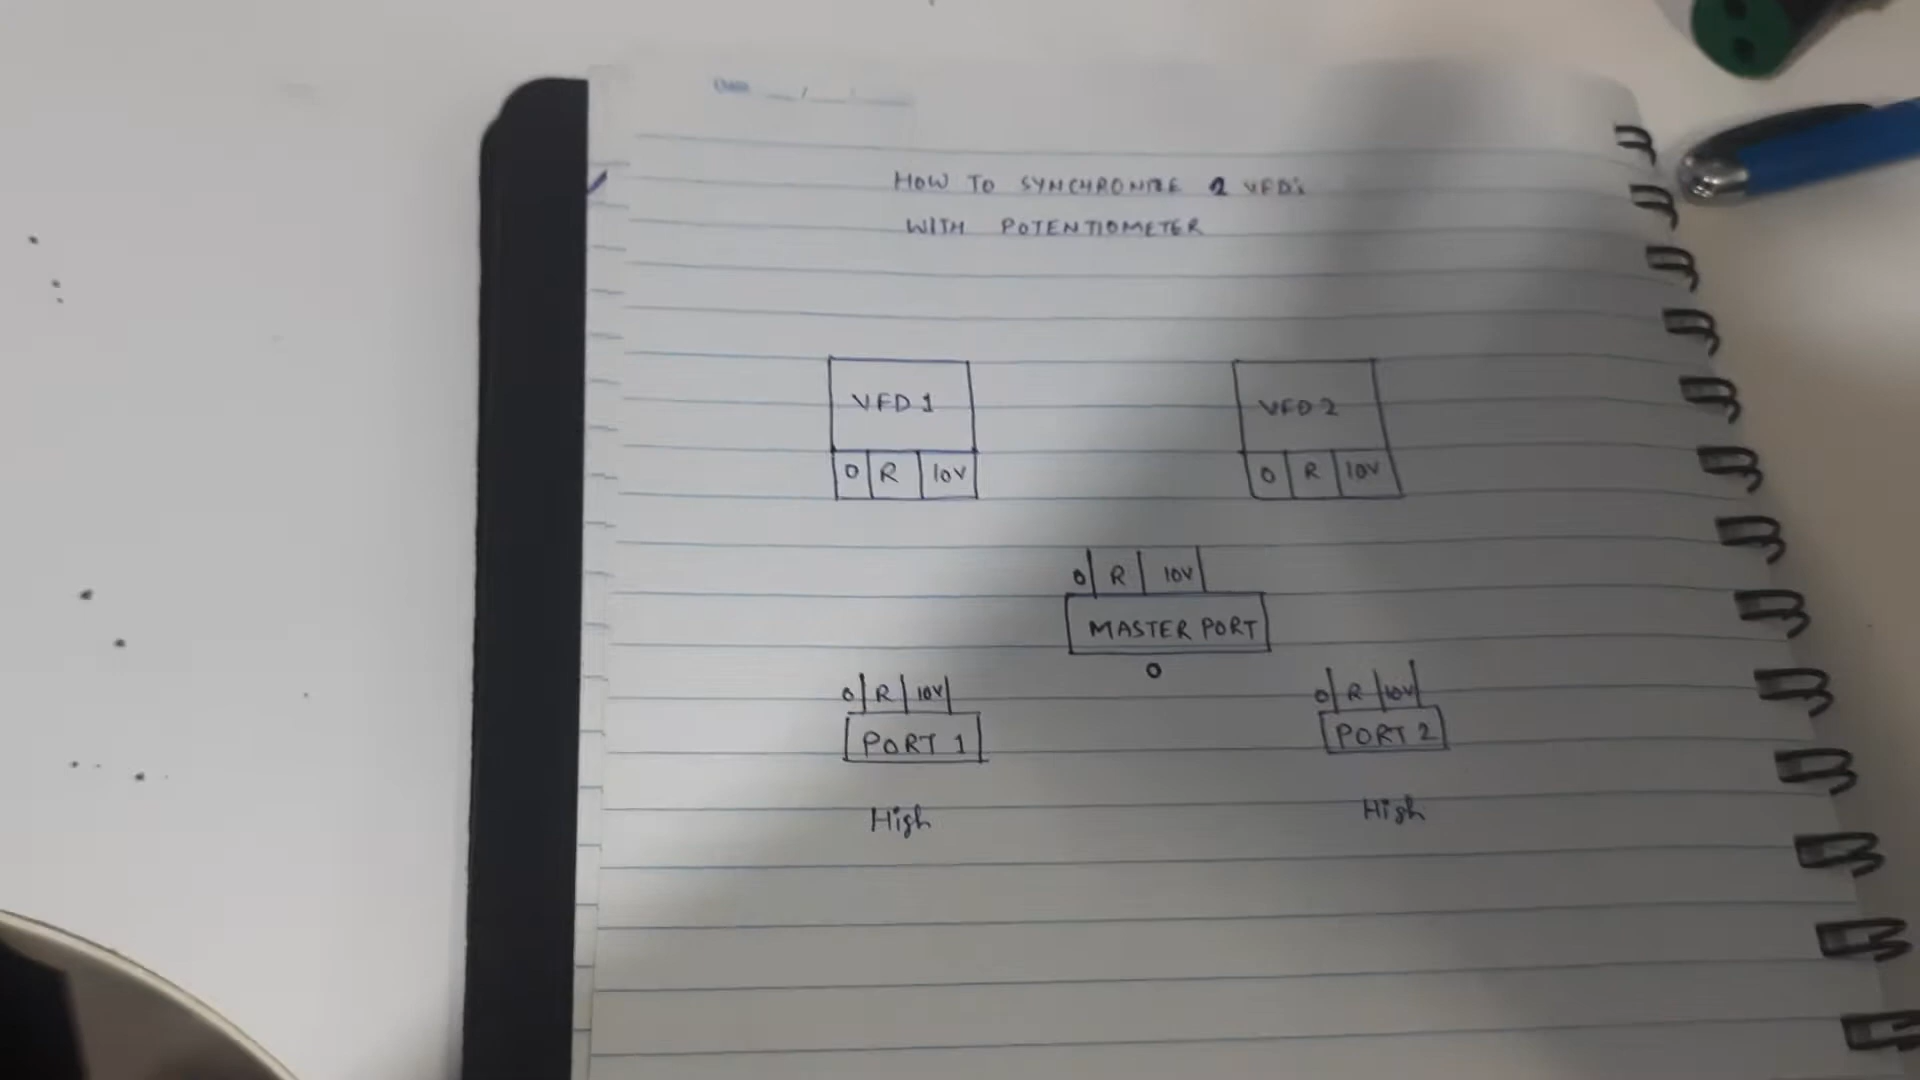 Date / /
HOW TO SYNCHRONIZE 2 VFD's
WITH POTENTIOMETER
VFD 1
VFD 2
0 R 10V
0 R 10V
0 R 10V
MASTER PORT
0
0 R 10V
0 R 10V
PORT 1
PORT 2
High
High